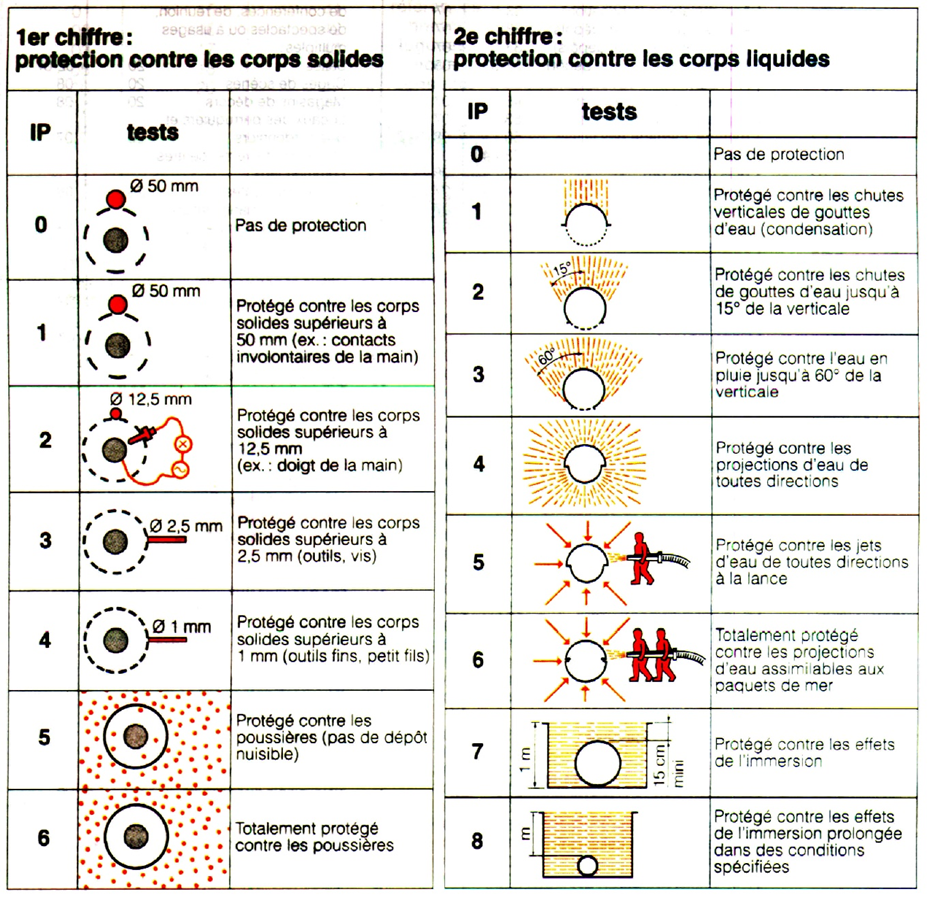 1er chiffre :
protection contre les corps solides
IP
tests
0
Ø 50 mm
Pas de protection
1
Ø 50 mm
Protégé contre les corps
solides supérieurs à
50 mm (ex. : contacts
involontaires de la main)
2
Ø 12,5 mm
Protégé contre les corps
solides supérieurs à
12,5 mm
(ex. : doigt de la main)
3
Ø 2,5 mm
Protégé contre les corps
solides supérieurs à
2,5 mm (outils, vis)
4
Ø 1 mm
Protégé contre les corps
solides supérieurs à
1 mm (outils fins, petit fils)
5
Protégé contre les
poussières (pas de dépôt
nuisible)
6
Totalement protégé
contre les poussières
2e chiffre :
protection contre les corps liquides
IP
tests
0
Pas de protection
1
Protégé contre les chutes
verticales de gouttes
d'eau (condensation)
2
15°
Protégé contre les chutes
de gouttes d'eau jusqu'à
15° de la verticale
3
60°
Protégé contre l'eau en
pluie jusqu'à 60° de la
verticale
4
Protégé contre les
projections d'eau de
toutes directions
5
Protégé contre les jets
d'eau de toutes directions
à la lance
6
Totalement protégé
contre les projections
d'eau assimilables aux
paquets de mer
7
1 m
15 cm
mini
Protégé contre les effets
de l'immersion
8
m
Protégé contre les effets
de l'immersion prolongée
dans des conditions
spécifiées